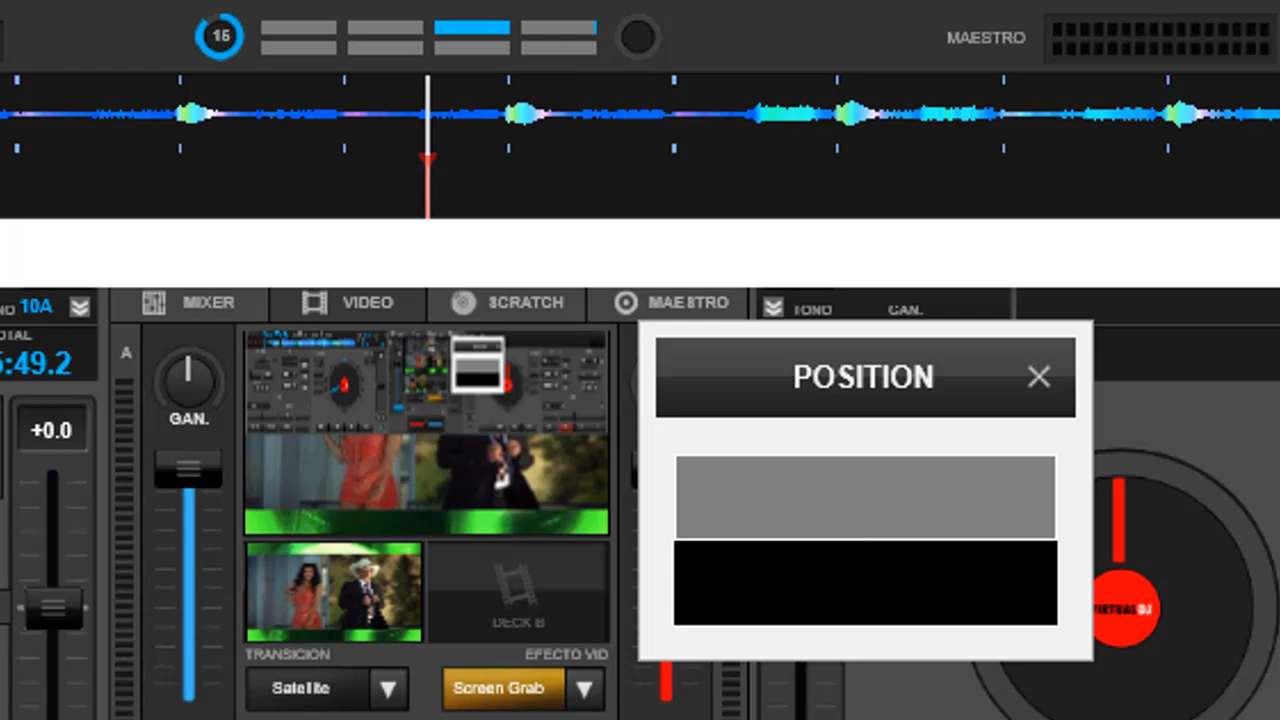 15
MAESTRO
10A
MIXER
VIDEO
SCRATCH
MAESTRO
TONO
GAN.
A
5:49.2
POSITION
+0.0
GAN.
DECK B
VIRTUAL DJ
TRANSICION
EFECTO VID
Satellite
Screen Grab